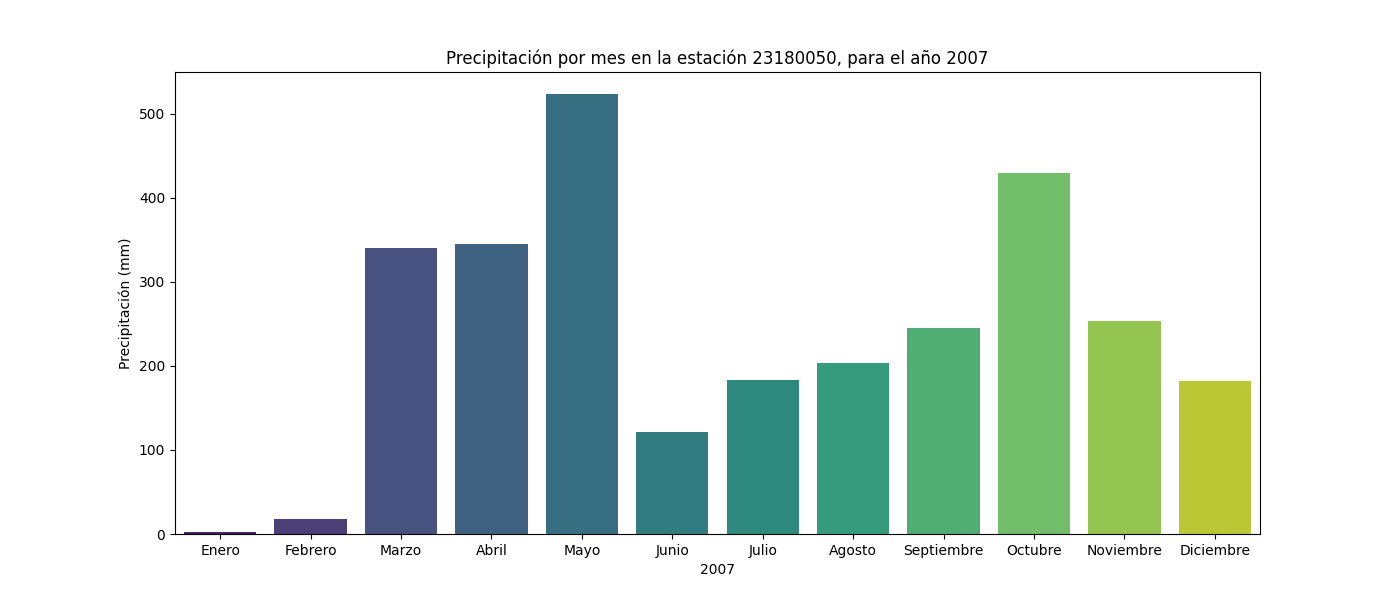 Precipitación por mes en la estación 23180050, para el año 2007
Precipitación (mm)
500
400
300
200
100
0
Enero Febrero Marzo Abril Mayo Junio Julio Agosto Septiembre Octubre Noviembre Diciembre
2007